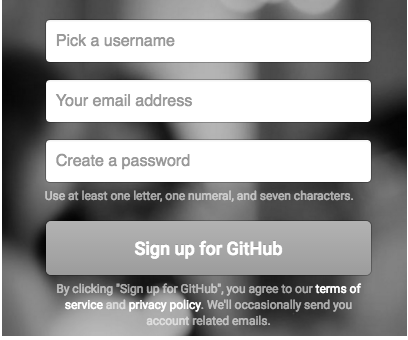 Pick a username
Your email address
Create a password
Use at least one letter, one numeral, and seven characters.
Sign up for GitHub
By clicking "Sign up for GitHub", you agree to our terms of
service and privacy policy. We'll occasionally send you
account related emails.